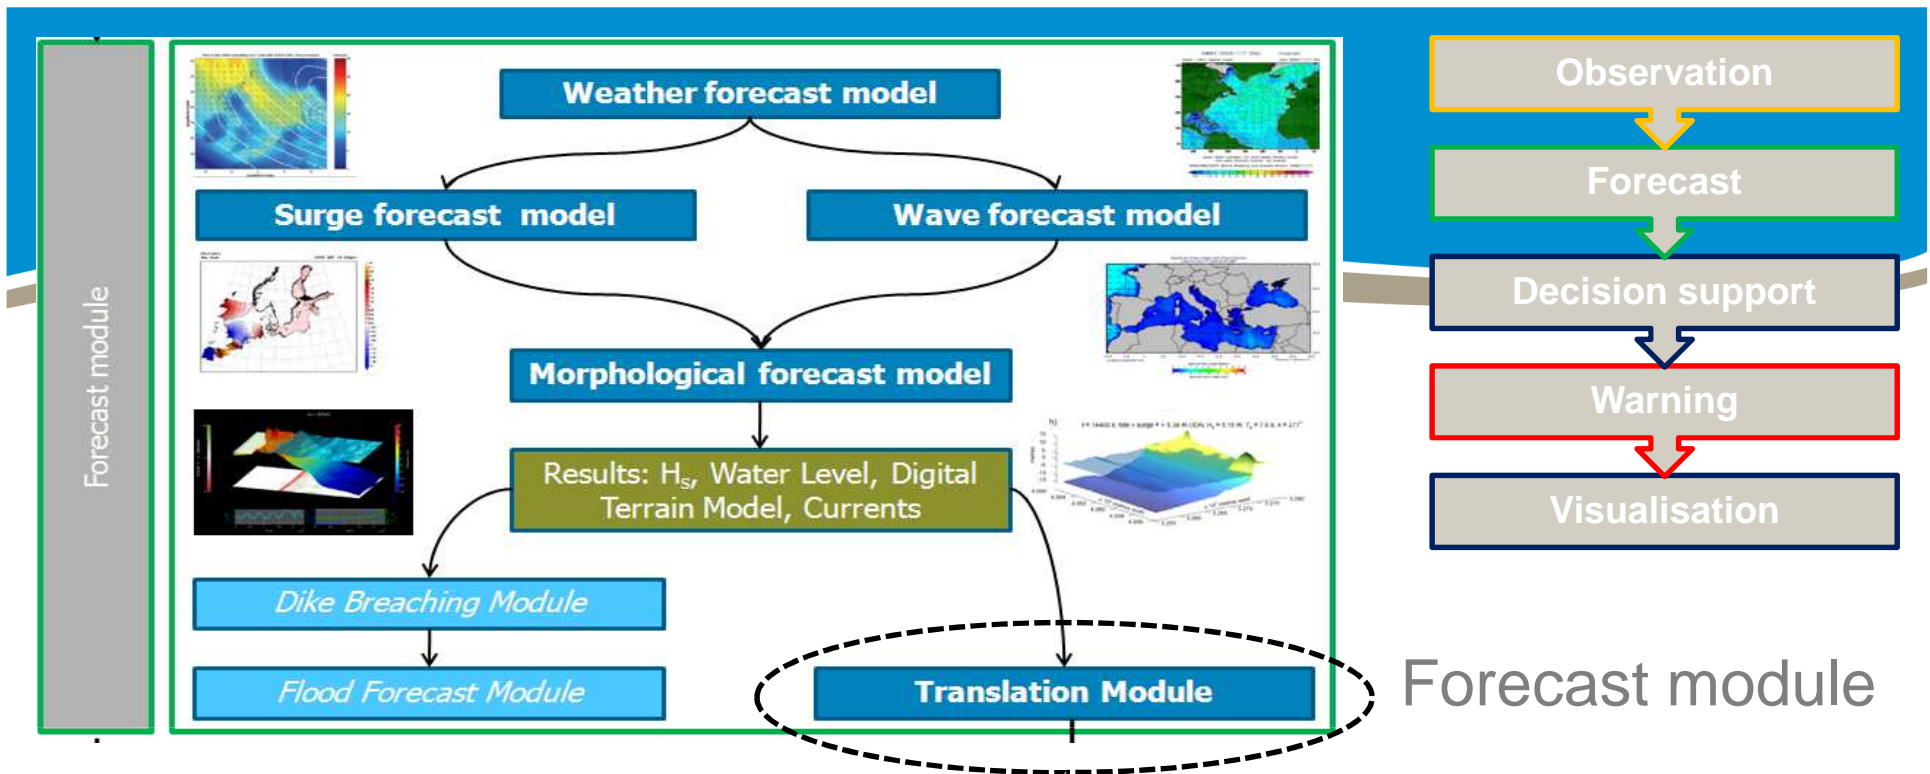 Forecast module
Weather forecast model
Surge forecast model
Wave forecast model
Morphological forecast model
Results: Hs, Water Level, Digital
Terrain Model, Currents
Dike Breaching Module
Flood Forecast Module
Translation Module
Observation
Forecast
Decision support
Warning
Visualisation
Forecast module